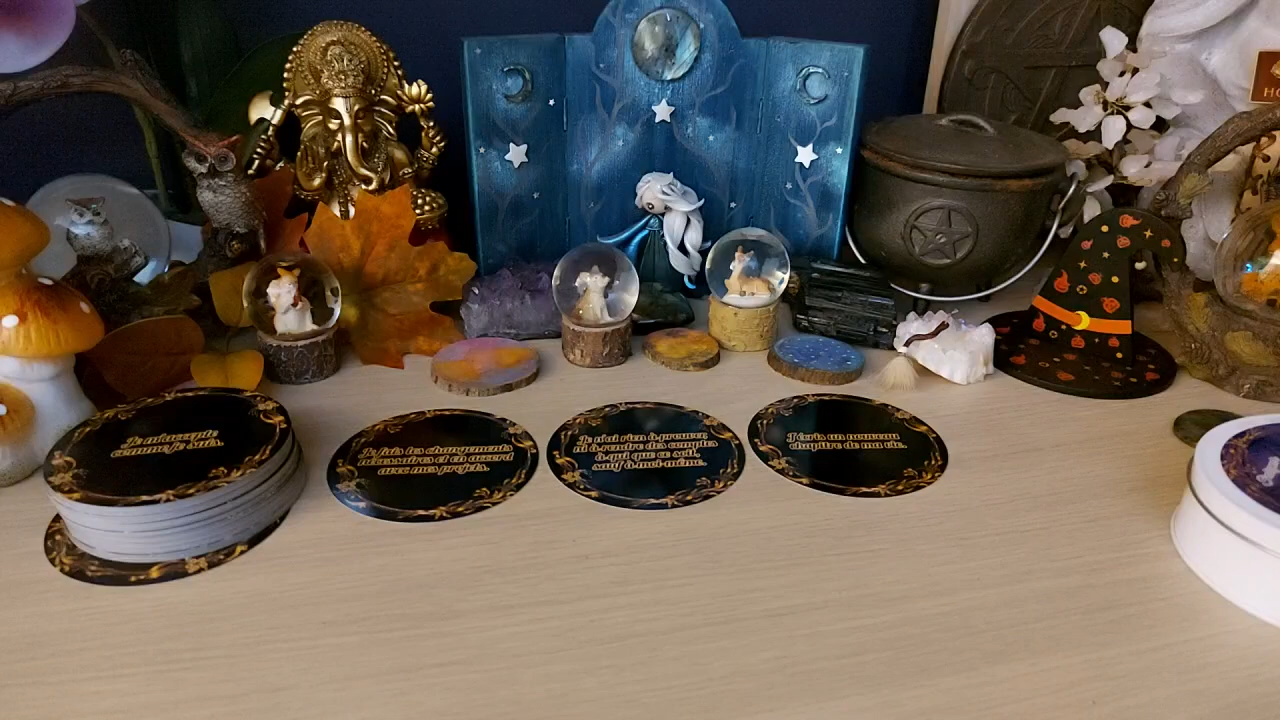 Je m'accepte
comme je suis.
Je fais les changements
nécessaires et en accord
avec mes projets.
Je n'ai rien à prouver,
ni à rendre des comptes
à qui que ce soit,
sauf à moi-même.
J'écris un nouveau
chapitre de ma vie.
HO